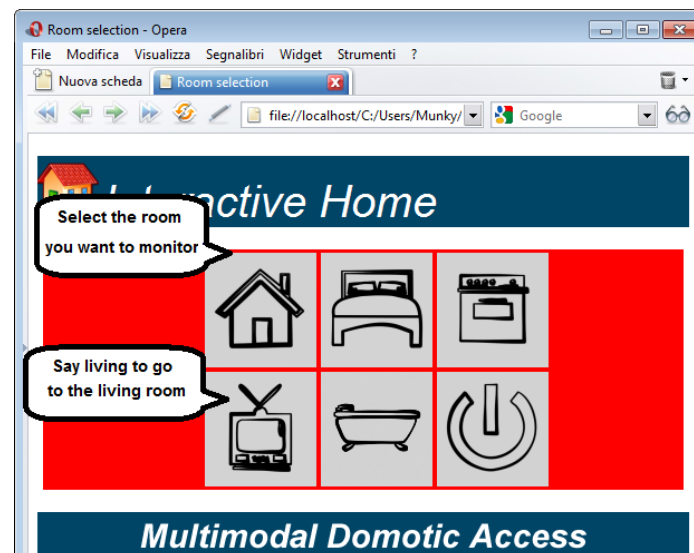 Room selection - Opera
File Modifica Visualizza Segnalibri Widget Strumenti ?
Nuova scheda Room selection
file://localhost/C:/Users/Munky/ Google
Interactive Home
Select the room
you want to monitor
Say living to go
to the living room
Multimodal Domotic Access